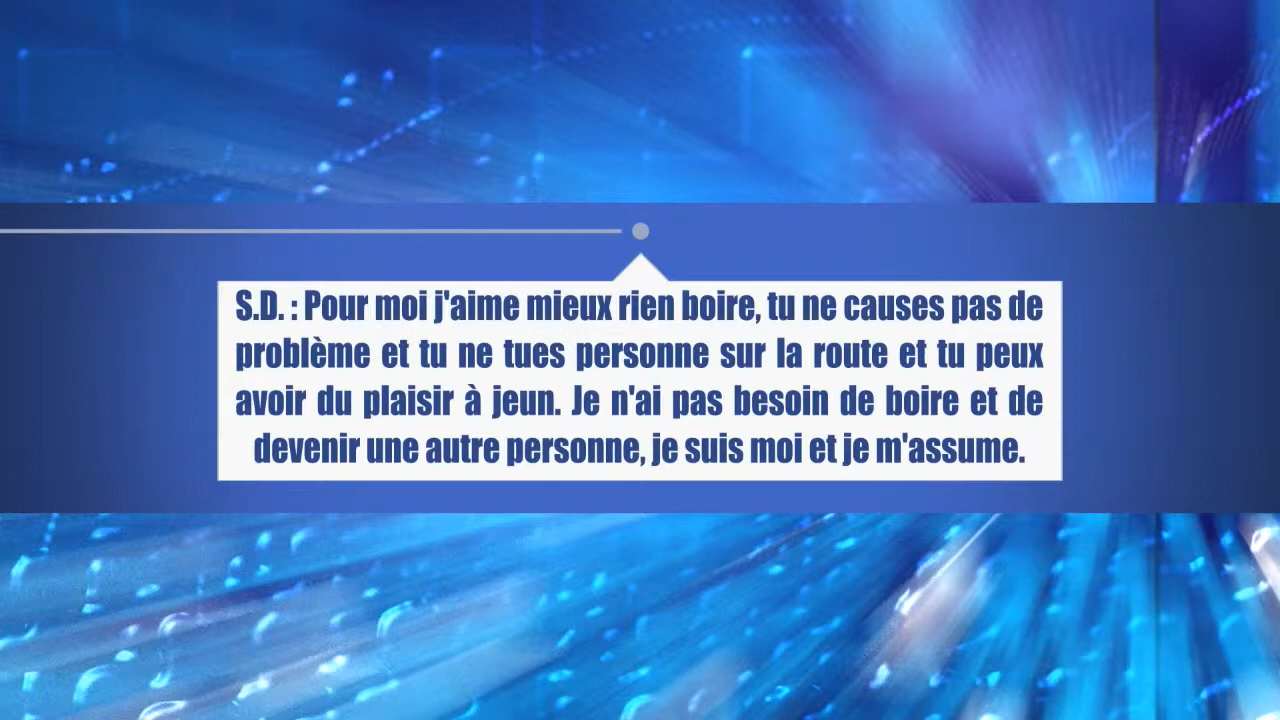 S.D. : Pour moi j'aime mieux rien boire, tu ne causes pas de
problème et tu ne tues personne sur la route et tu peux
avoir du plaisir à jeun. Je n'ai pas besoin de boire et de
devenir une autre personne, je suis moi et je m'assume.